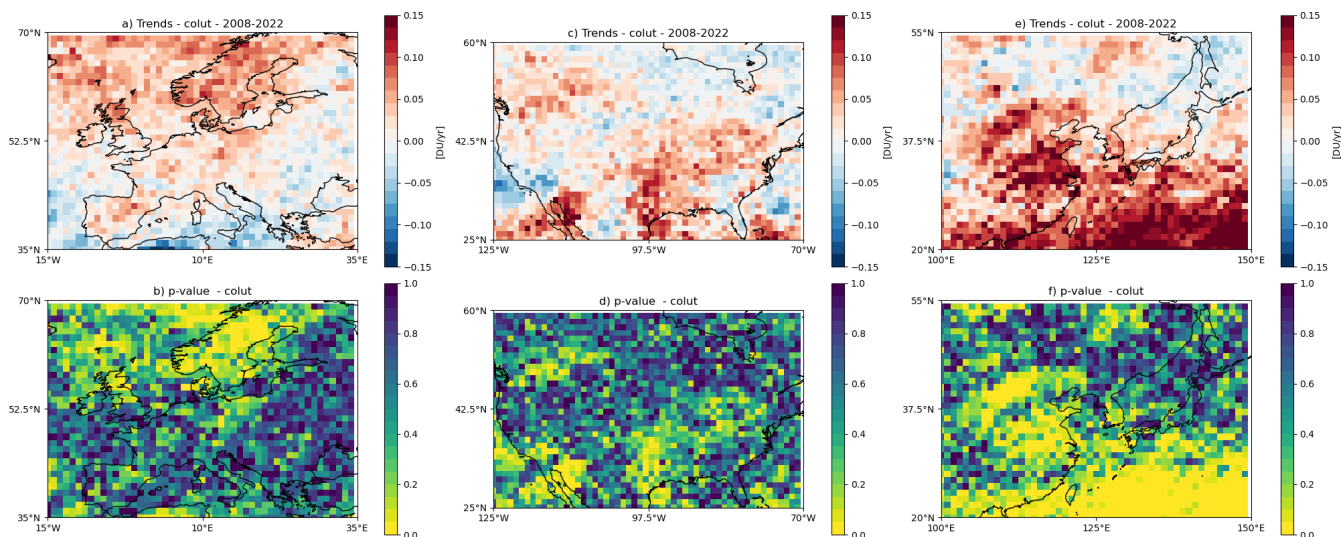 a) Trends - colut - 2008-2022
70°N
52.5°N
35°N
15°W
10°E
35°E
0.15
0.10
0.05
0.00
−0.05
−0.10
−0.15
[DU/yr]
c) Trends - colut - 2008-2022
60°N
42.5°N
25°N
125°W
97.5°W
70°W
0.15
0.10
0.05
0.00
−0.05
−0.10
−0.15
[DU/yr]
e) Trends - colut - 2008-2022
55°N
37.5°N
20°N
100°E
125°E
150°E
0.15
0.10
0.05
0.00
−0.05
−0.10
−0.15
[DU/yr]
b) p-value - colut
70°N
52.5°N
35°N
15°W
10°E
35°E
1.0
0.8
0.6
0.4
0.2
0.0
d) p-value - colut
60°N
42.5°N
25°N
125°W
97.5°W
70°W
1.0
0.8
0.6
0.4
0.2
0.0
f) p-value - colut
55°N
37.5°N
20°N
100°E
125°E
150°E
1.0
0.8
0.6
0.4
0.2
0.0